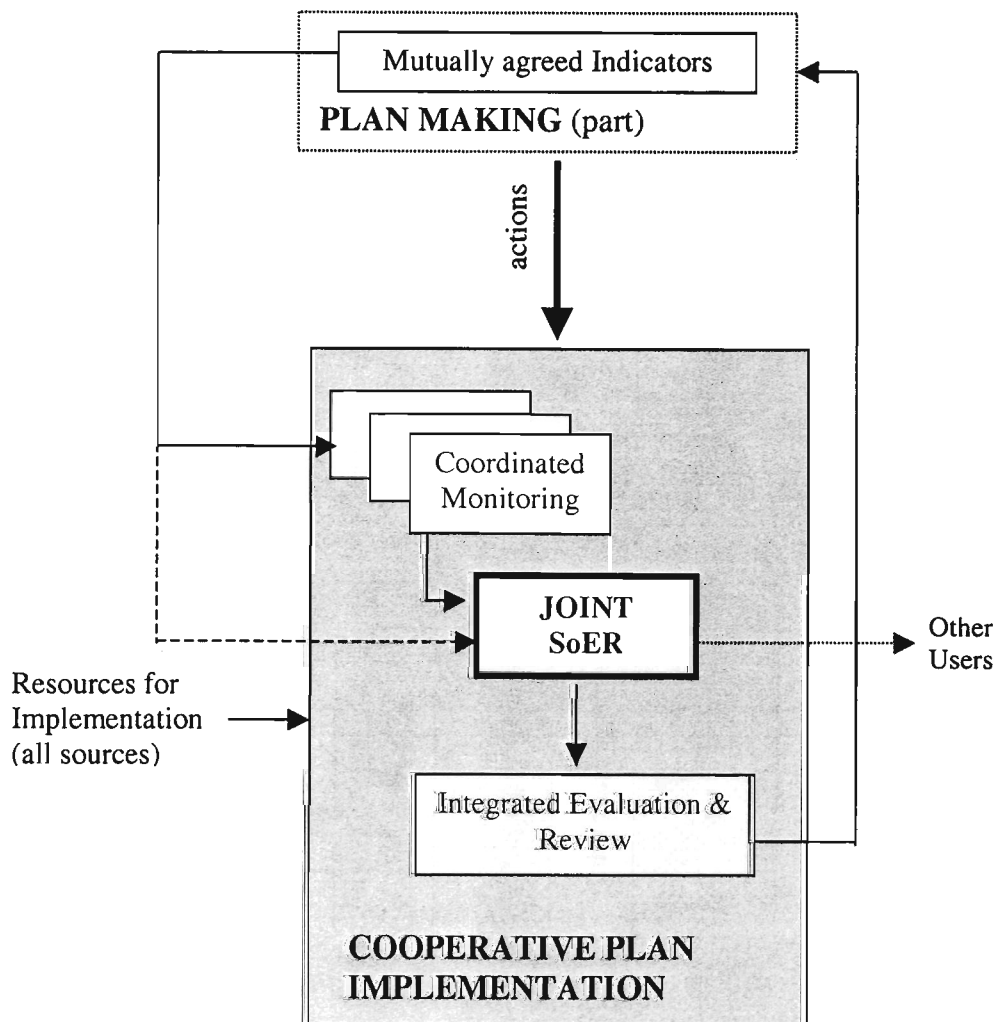 Mutually agreed Indicators
PLAN MAKING (part)
actions
Coordinated
Monitoring
JOINT
SoER
Other
Users
Resources for
Implementation
(all sources)
Integrated Evaluation &
Review
COOPERATIVE PLAN
IMPLEMENTATION